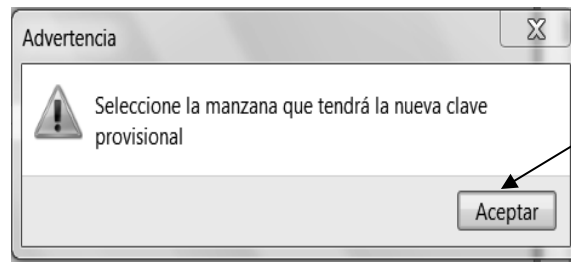 Advertencia
Seleccione la manzana que tendrá la nueva clave
provisional
Aceptar